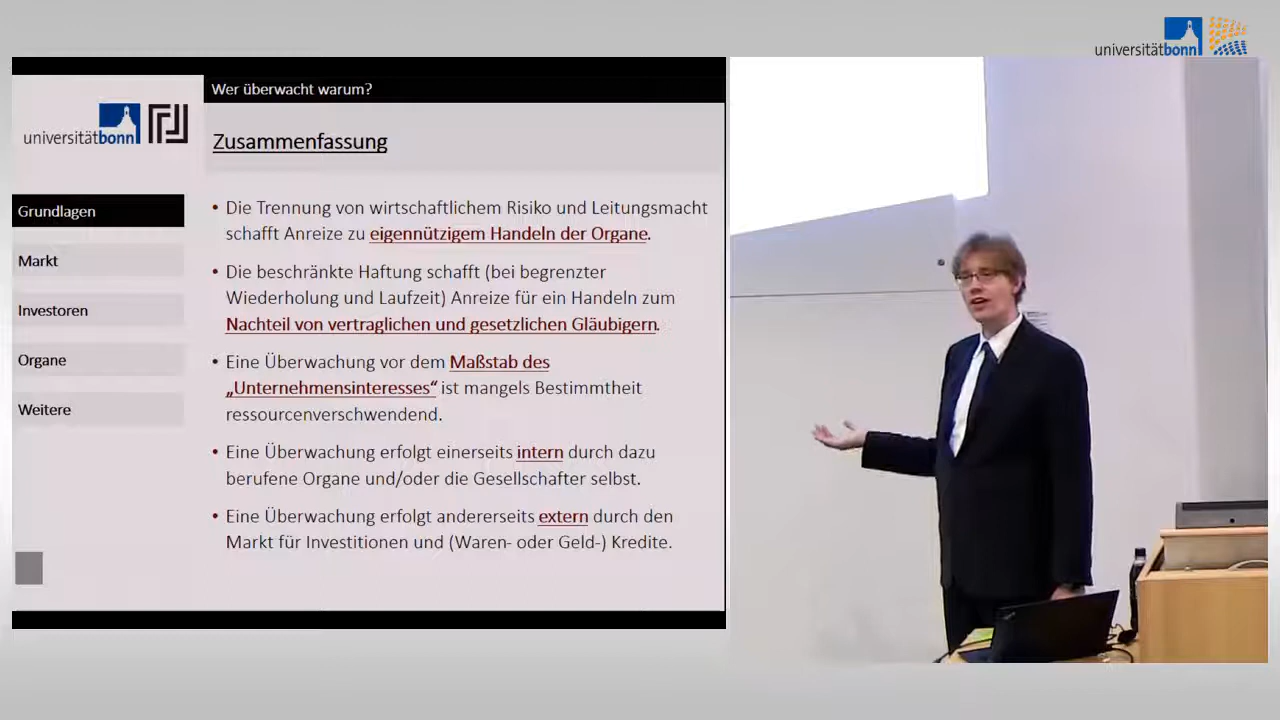 universitätbonn
Wer überwacht warum?
universitätbonn
Zusammenfassung
Grundlagen
Markt
Investoren
Organe
Weitere
• Die Trennung von wirtschaftlichem Risiko und Leitungsmacht
schafft Anreize zu eigennützigem Handeln der Organe.
• Die beschränkte Haftung schafft (bei begrenzter
Wiederholung und Laufzeit) Anreize für ein Handeln zum
Nachteil von vertraglichen und gesetzlichen Gläubigern.
• Eine Überwachung vor dem Maßstab des
„Unternehmensinteresses“ ist mangels Bestimmtheit
ressourcenverschwendend.
• Eine Überwachung erfolgt einerseits intern durch dazu
berufene Organe und/oder die Gesellschafter selbst.
• Eine Überwachung erfolgt andererseits extern durch den
Markt für Investitionen und (Waren- oder Geld-) Kredite.